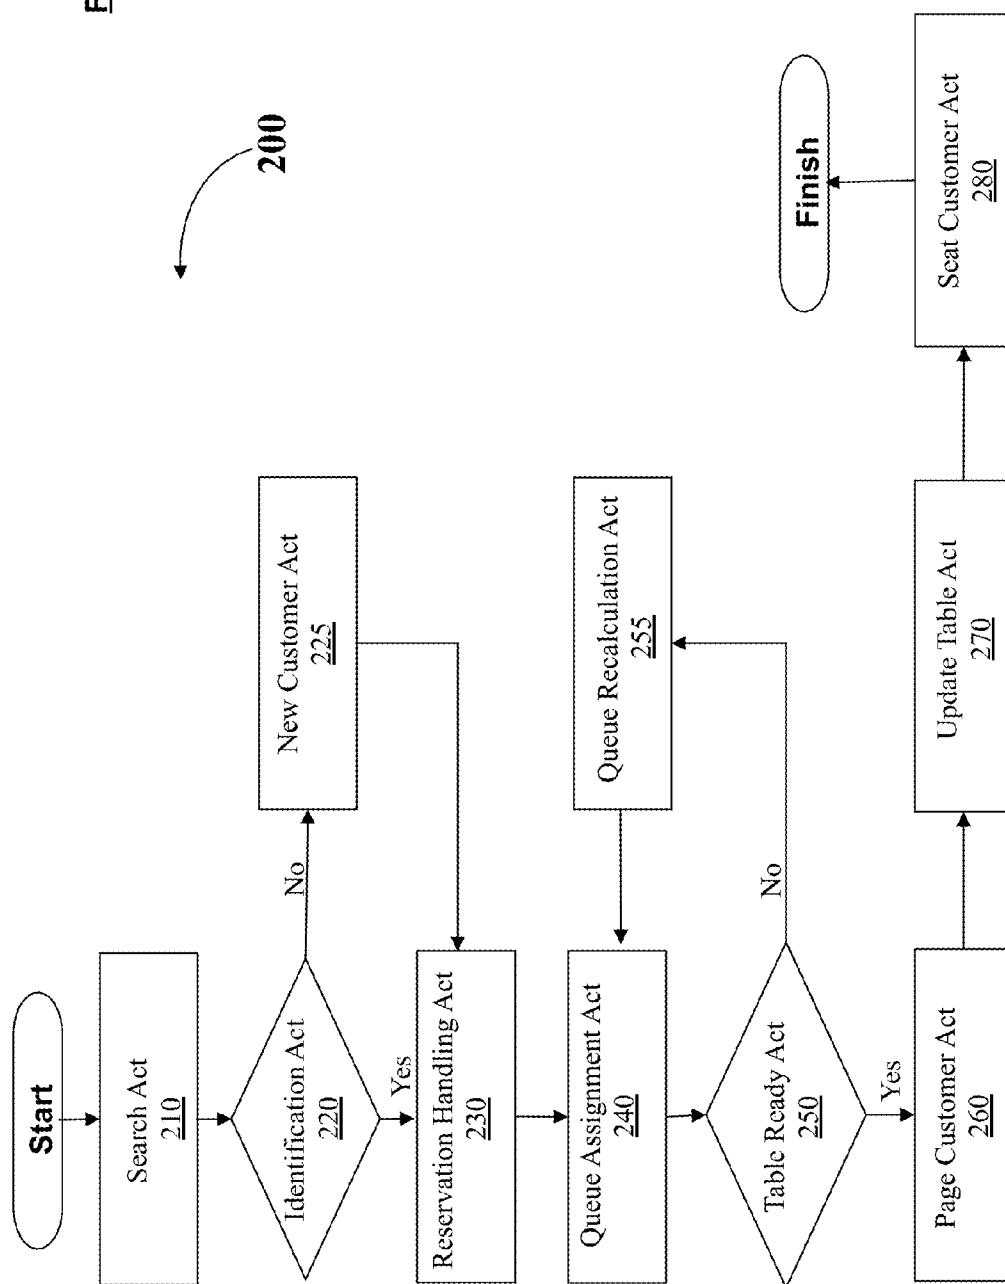 200
Start
Search Act
210
Identification Act
220
No
New Customer Act
225
Yes
Reservation Handling Act
230
Queue Assignment Act
240
Queue Recalculation Act
255
Table Ready Act
250
No
Yes
Page Customer Act
260
Update Table Act
270
Seat Customer Act
280
Finish